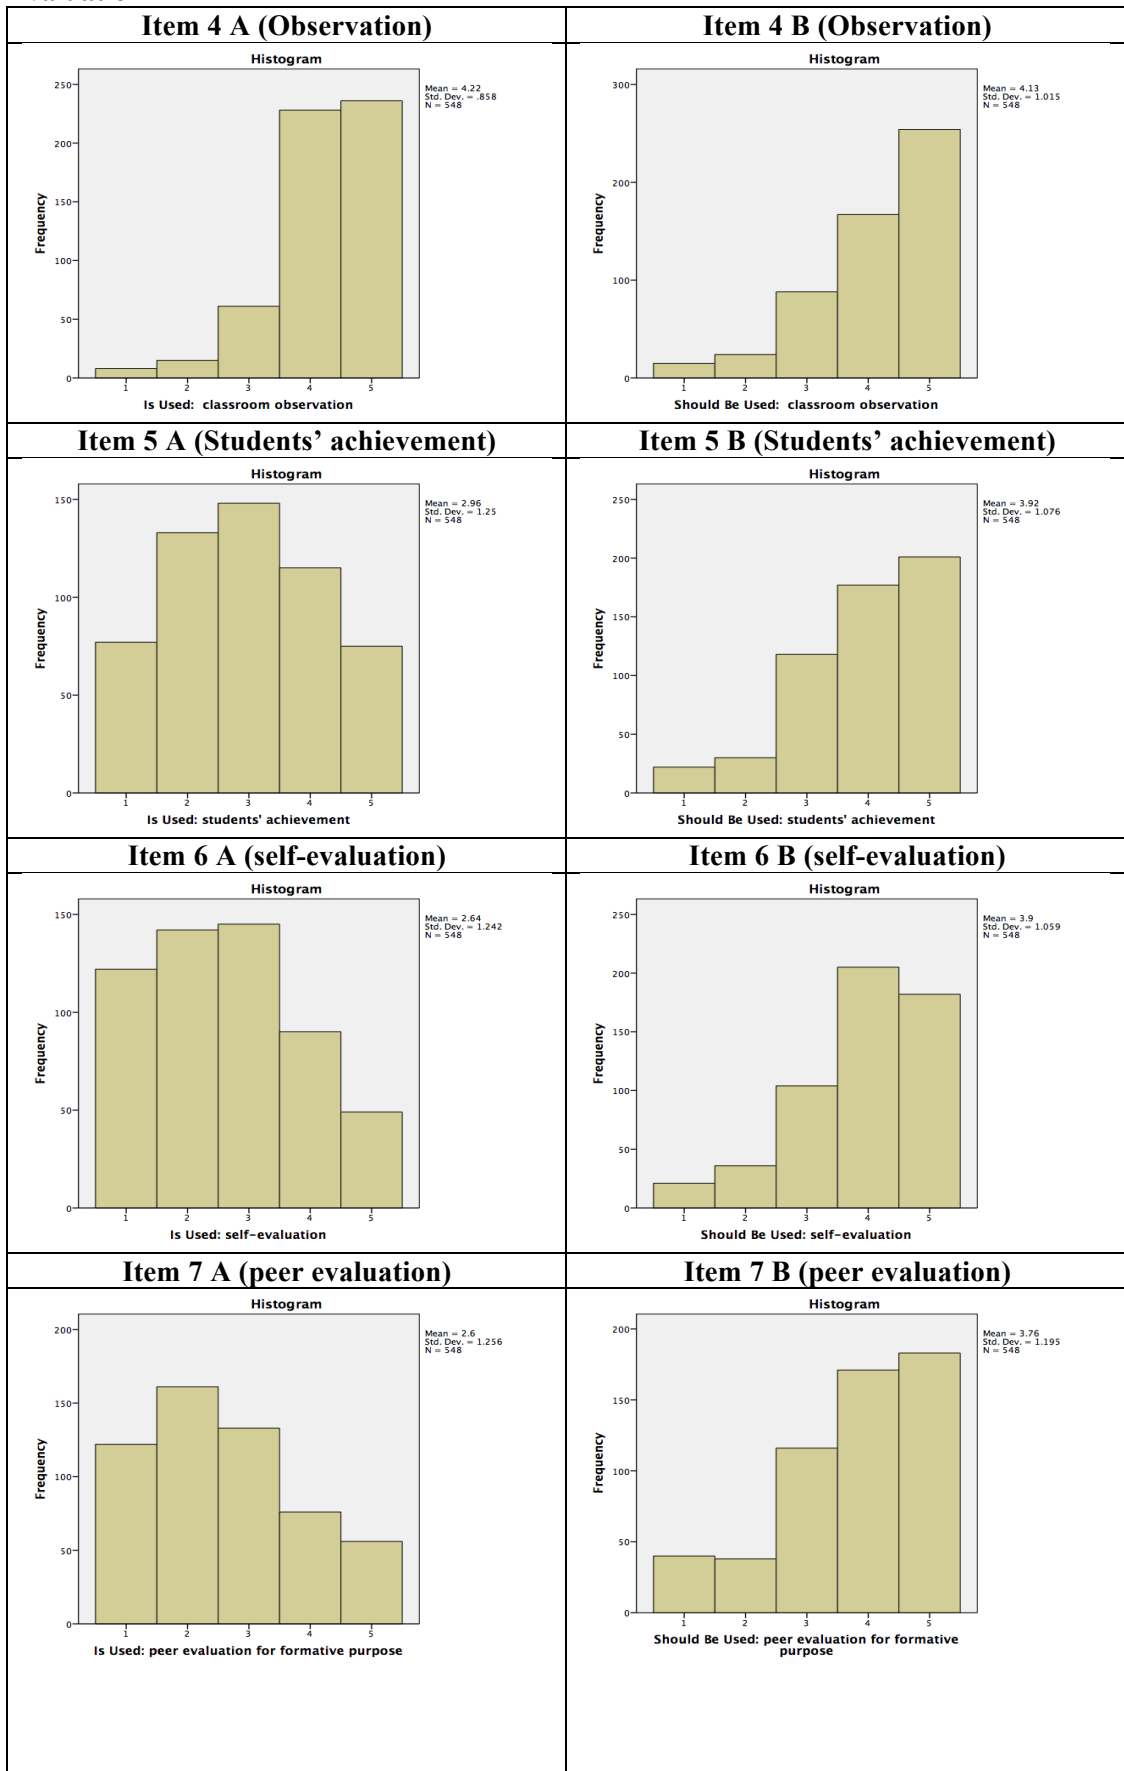 Item 4 A (Observation)
Item 4 B (Observation)
Histogram
Mean = 4.22
Std. Dev. = .858
N = 548
250
200
150
100
50
0
Frequency
1 2 3 4 5
Is Used: classroom observation
Histogram
Mean = 4.13
Std. Dev. = 1.015
N = 548
300
200
100
0
Frequency
1 2 3 4 5
Should Be Used: classroom observation
Item 5 A (Students’ achievement)
Item 5 B (Students’ achievement)
Histogram
Mean = 2.96
Std. Dev. = 1.25
N = 548
150
100
50
0
Frequency
1 2 3 4 5
Is Used: students' achievement
Histogram
Mean = 3.92
Std. Dev. = 1.076
N = 548
250
200
150
100
50
0
Frequency
1 2 3 4 5
Should Be Used: students' achievement
Item 6 A (self-evaluation)
Item 6 B (self-evaluation)
Histogram
Mean = 2.64
Std. Dev. = 1.242
N = 548
150
100
50
0
Frequency
1 2 3 4 5
Is Used: self-evaluation
Histogram
Mean = 3.9
Std. Dev. = 1.059
N = 548
250
200
150
100
50
0
Frequency
1 2 3 4 5
Should Be Used: self-evaluation
Item 7 A (peer evaluation)
Item 7 B (peer evaluation)
Histogram
Mean = 2.6
Std. Dev. = 1.256
N = 548
200
150
100
50
0
Frequency
1 2 3 4 5
Is Used: peer evaluation for formative purpose
Histogram
Mean = 3.76
Std. Dev. = 1.195
N = 548
200
150
100
50
0
Frequency
1 2 3 4 5
Should Be Used: peer evaluation for formative
purpose